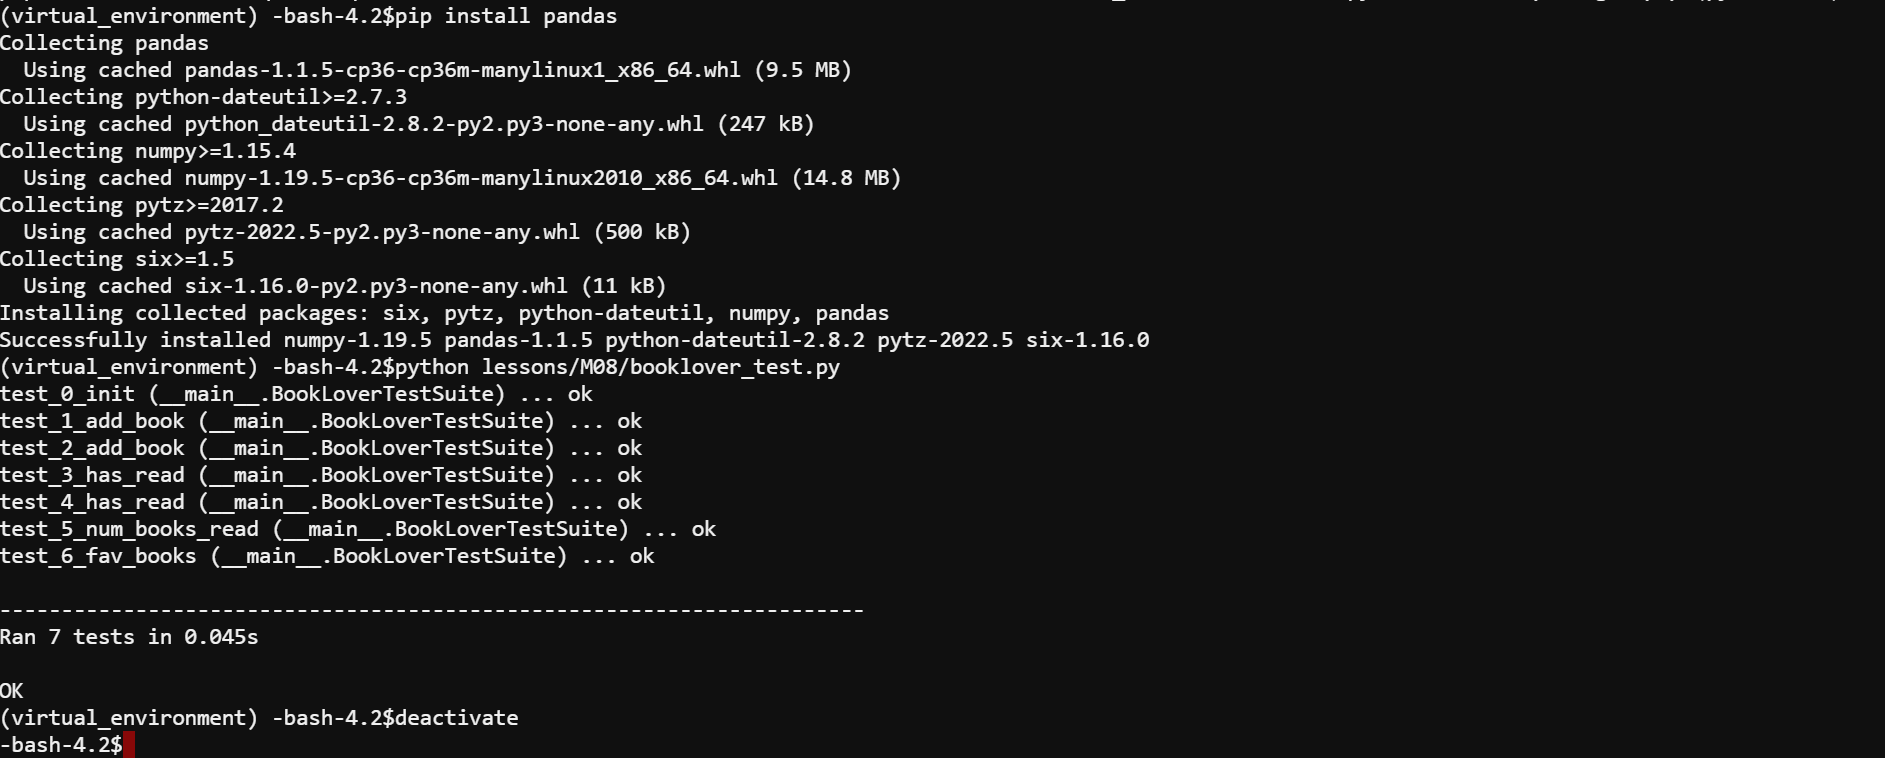 (virtual_environment) -bash-4.2$pip install pandas
Collecting pandas
  Using cached pandas-1.1.5-cp36-cp36m-manylinux1_x86_64.whl (9.5 MB)
Collecting python-dateutil>=2.7.3
  Using cached python_dateutil-2.8.2-py2.py3-none-any.whl (247 kB)
Collecting numpy>=1.15.4
  Using cached numpy-1.19.5-cp36-cp36m-manylinux2010_x86_64.whl (14.8 MB)
Collecting pytz>=2017.2
  Using cached pytz-2022.5-py2.py3-none-any.whl (500 kB)
Collecting six>=1.5
  Using cached six-1.16.0-py2.py3-none-any.whl (11 kB)
Installing collected packages: six, pytz, python-dateutil, numpy, pandas
Successfully installed numpy-1.19.5 pandas-1.1.5 python-dateutil-2.8.2 pytz-2022.5 six-1.16.0
(virtual_environment) -bash-4.2$python lessons/M08/booklover_test.py
test_0_init (__main__.BookLoverTestSuite) ... ok
test_1_add_book (__main__.BookLoverTestSuite) ... ok
test_2_add_book (__main__.BookLoverTestSuite) ... ok
test_3_has_read (__main__.BookLoverTestSuite) ... ok
test_4_has_read (__main__.BookLoverTestSuite) ... ok
test_5_num_books_read (__main__.BookLoverTestSuite) ... ok
test_6_fav_books (__main__.BookLoverTestSuite) ... ok

----------------------------------------------------------------------
Ran 7 tests in 0.045s

OK
(virtual_environment) -bash-4.2$deactivate
-bash-4.2$